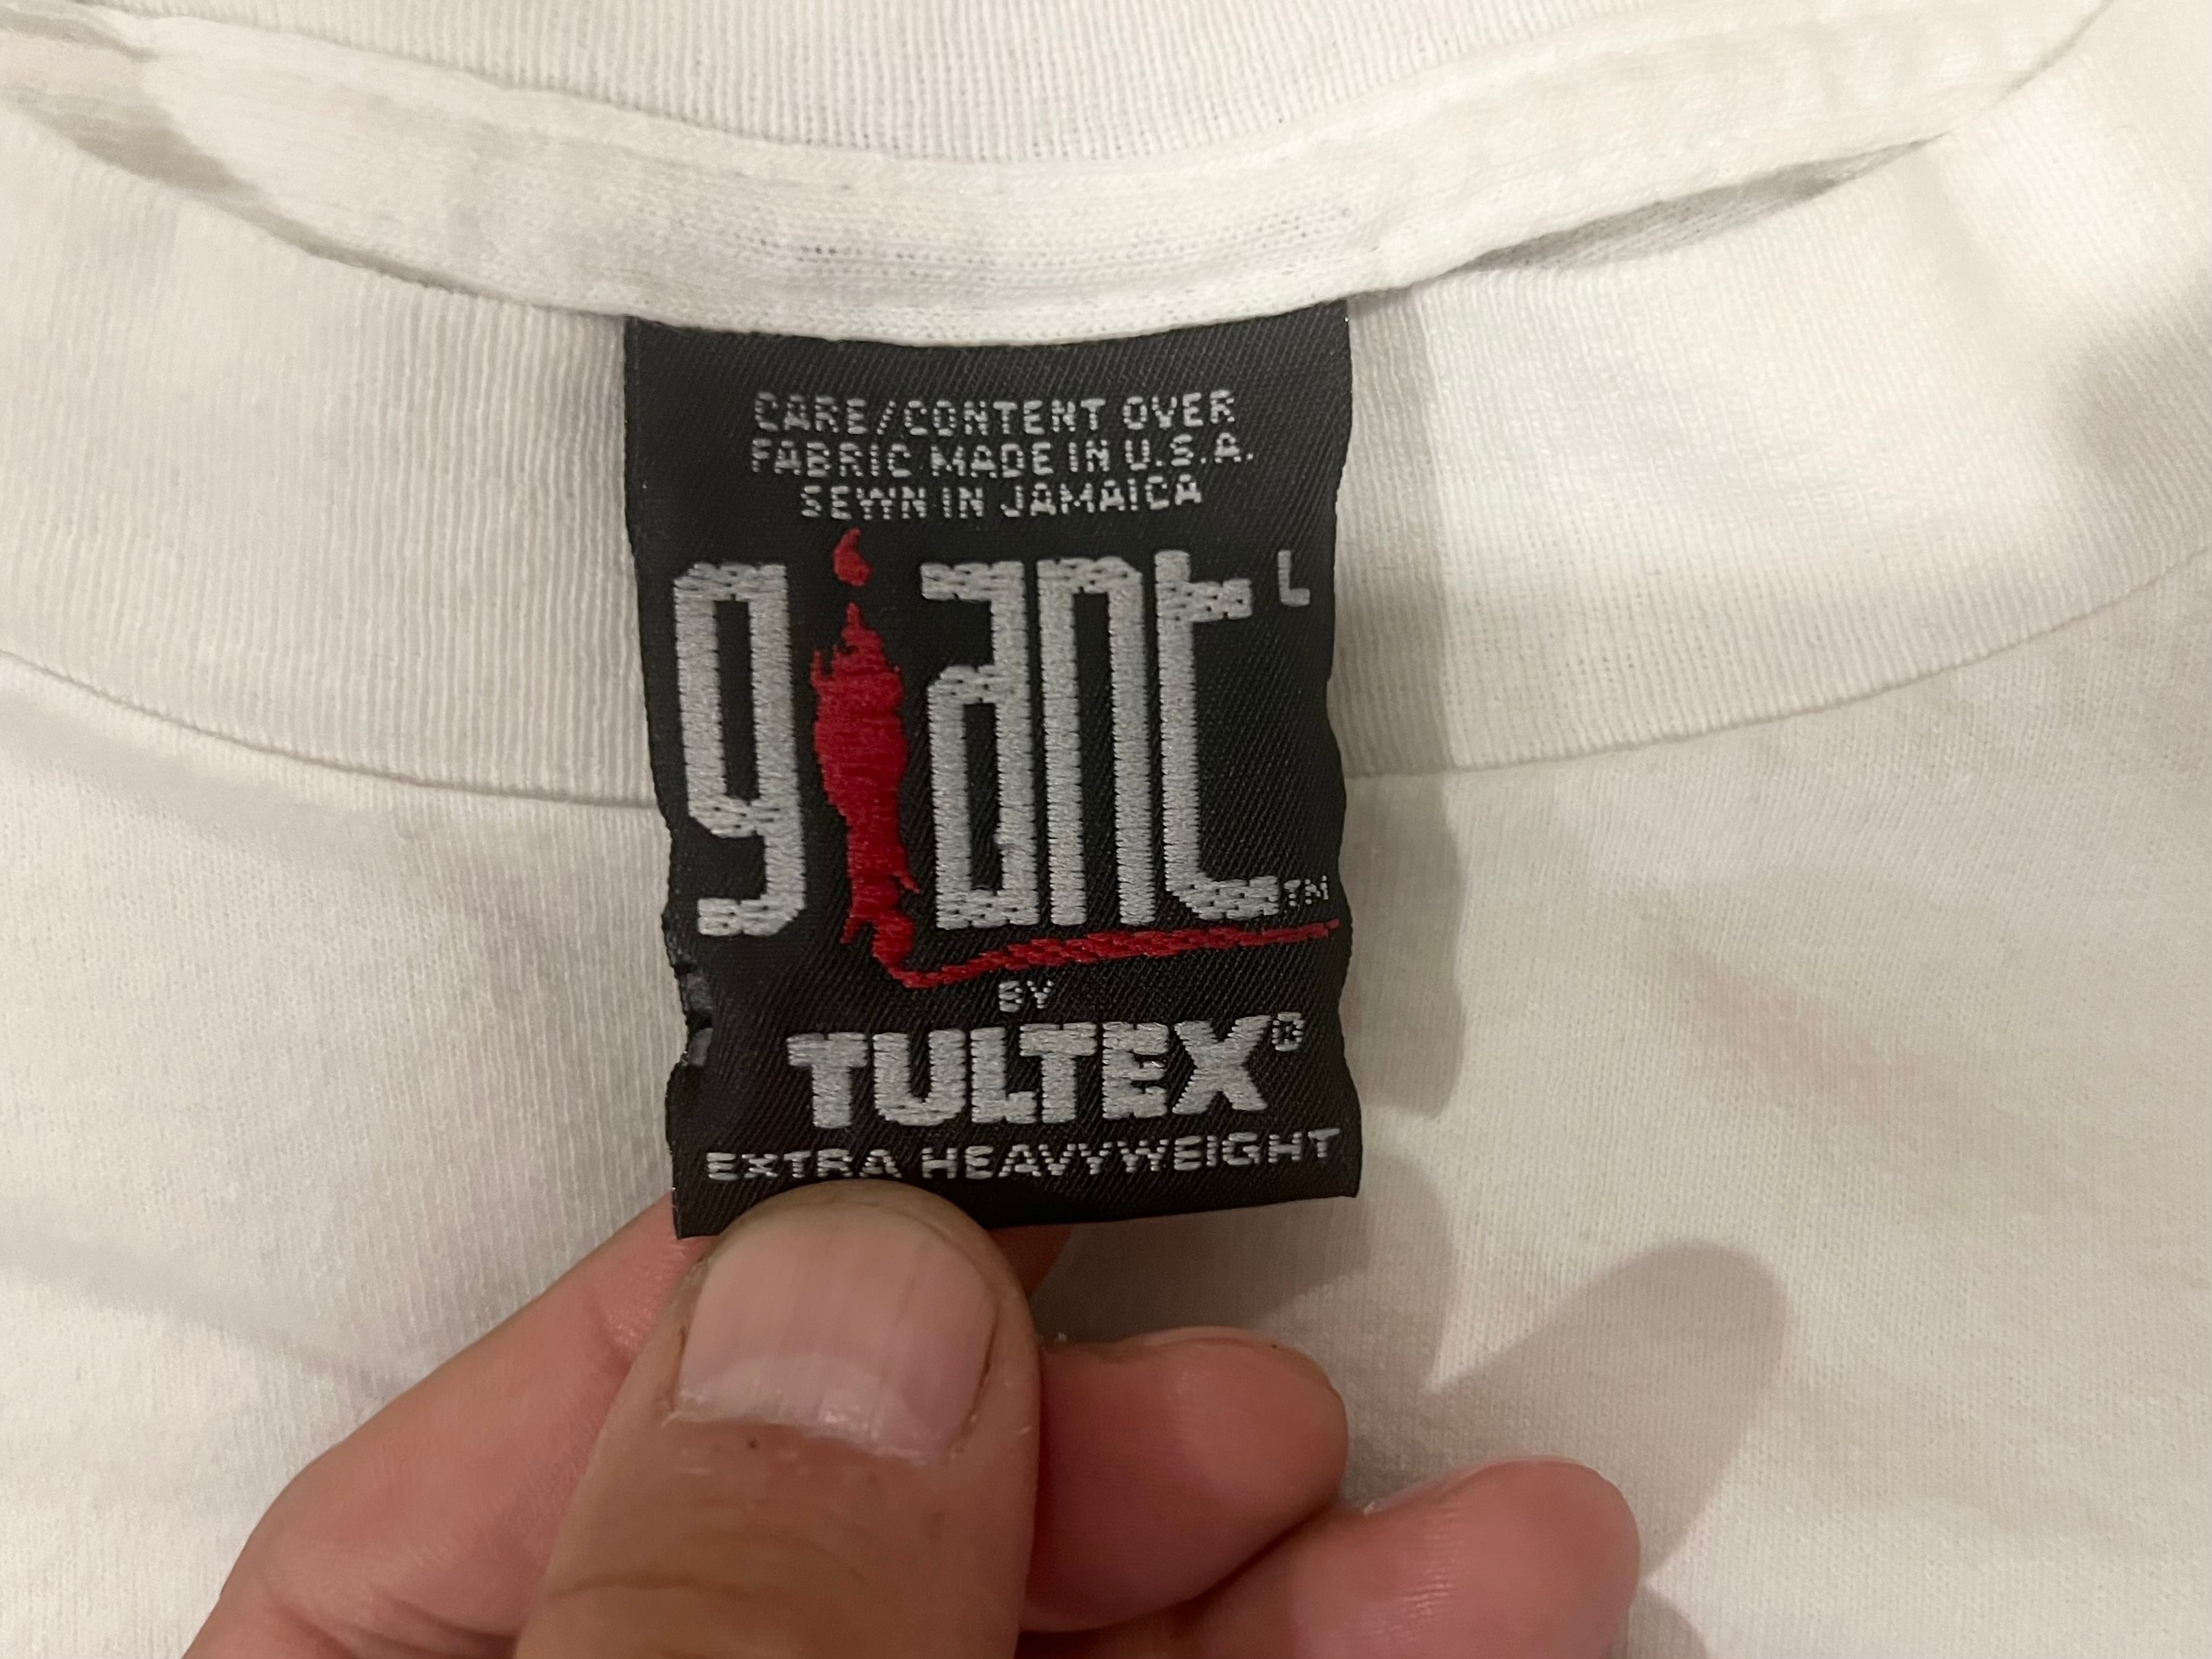 CARE/CONTENT OVER
FABRIC MADE IN U.S.A.
SEWN IN JAMAICA
giant L
TM
BY
TULTEX®
EXTRA HEAVYWEIGHT